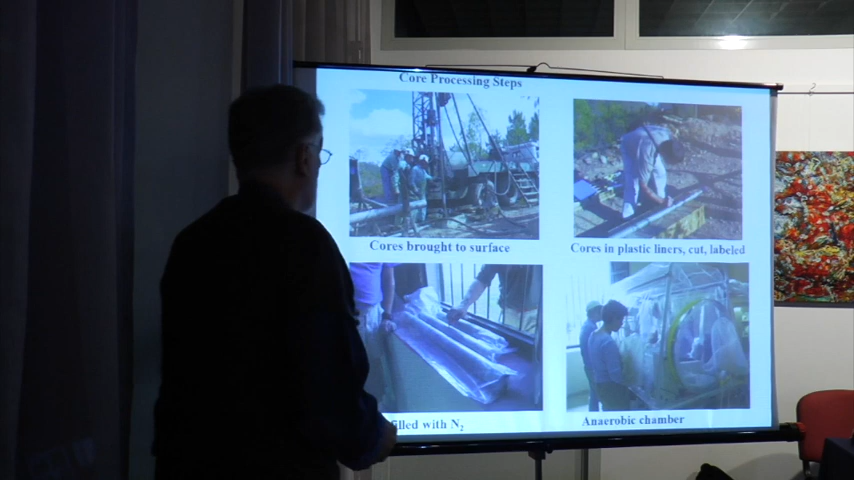 Core Processing Steps
Cores brought to surface
Cores in plastic liners, cut, labeled
filled with N₂
Anaerobic chamber